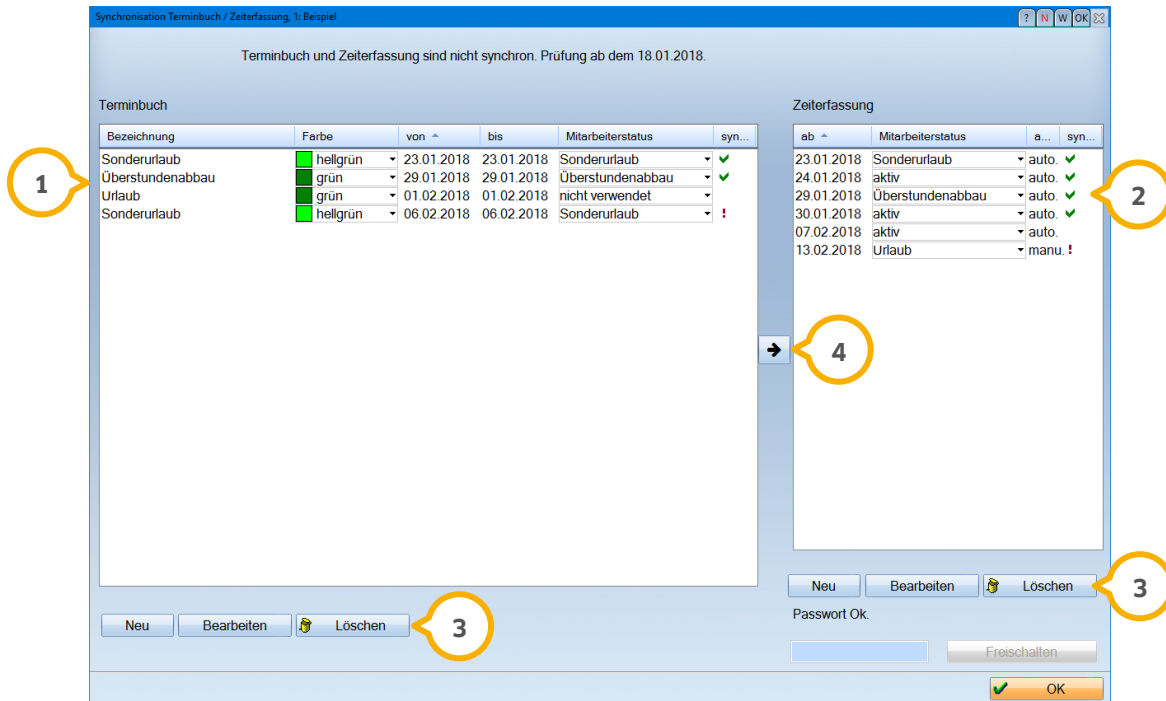 Synchronisation Terminbuch / Zeiterfassung, 1: Beispiel ? N W OK
Terminbuch und Zeiterfassung sind nicht synchron. Prüfung ab dem 18.01.2018.
Terminbuch
Bezeichnung Farbe von bis Mitarbeiterstatus syn...
Sonderurlaub hellgrün 23.01.2018 23.01.2018 Sonderurlaub
Überstundenabbau grün 29.01.2018 29.01.2018 Überstundenabbau
Urlaub grün 01.02.2018 01.02.2018 nicht verwendet
Sonderurlaub hellgrün 06.02.2018 06.02.2018 Sonderurlaub !
1
Neu Bearbeiten Löschen
3
4
Zeiterfassung
ab Mitarbeiterstatus a... syn...
23.01.2018 Sonderurlaub auto.
24.01.2018 aktiv auto.
29.01.2018 Überstundenabbau auto.
30.01.2018 aktiv auto.
07.02.2018 aktiv auto.
13.02.2018 Urlaub manu. !
2
Neu Bearbeiten Löschen
3
Passwort Ok.
Freischalten
OK